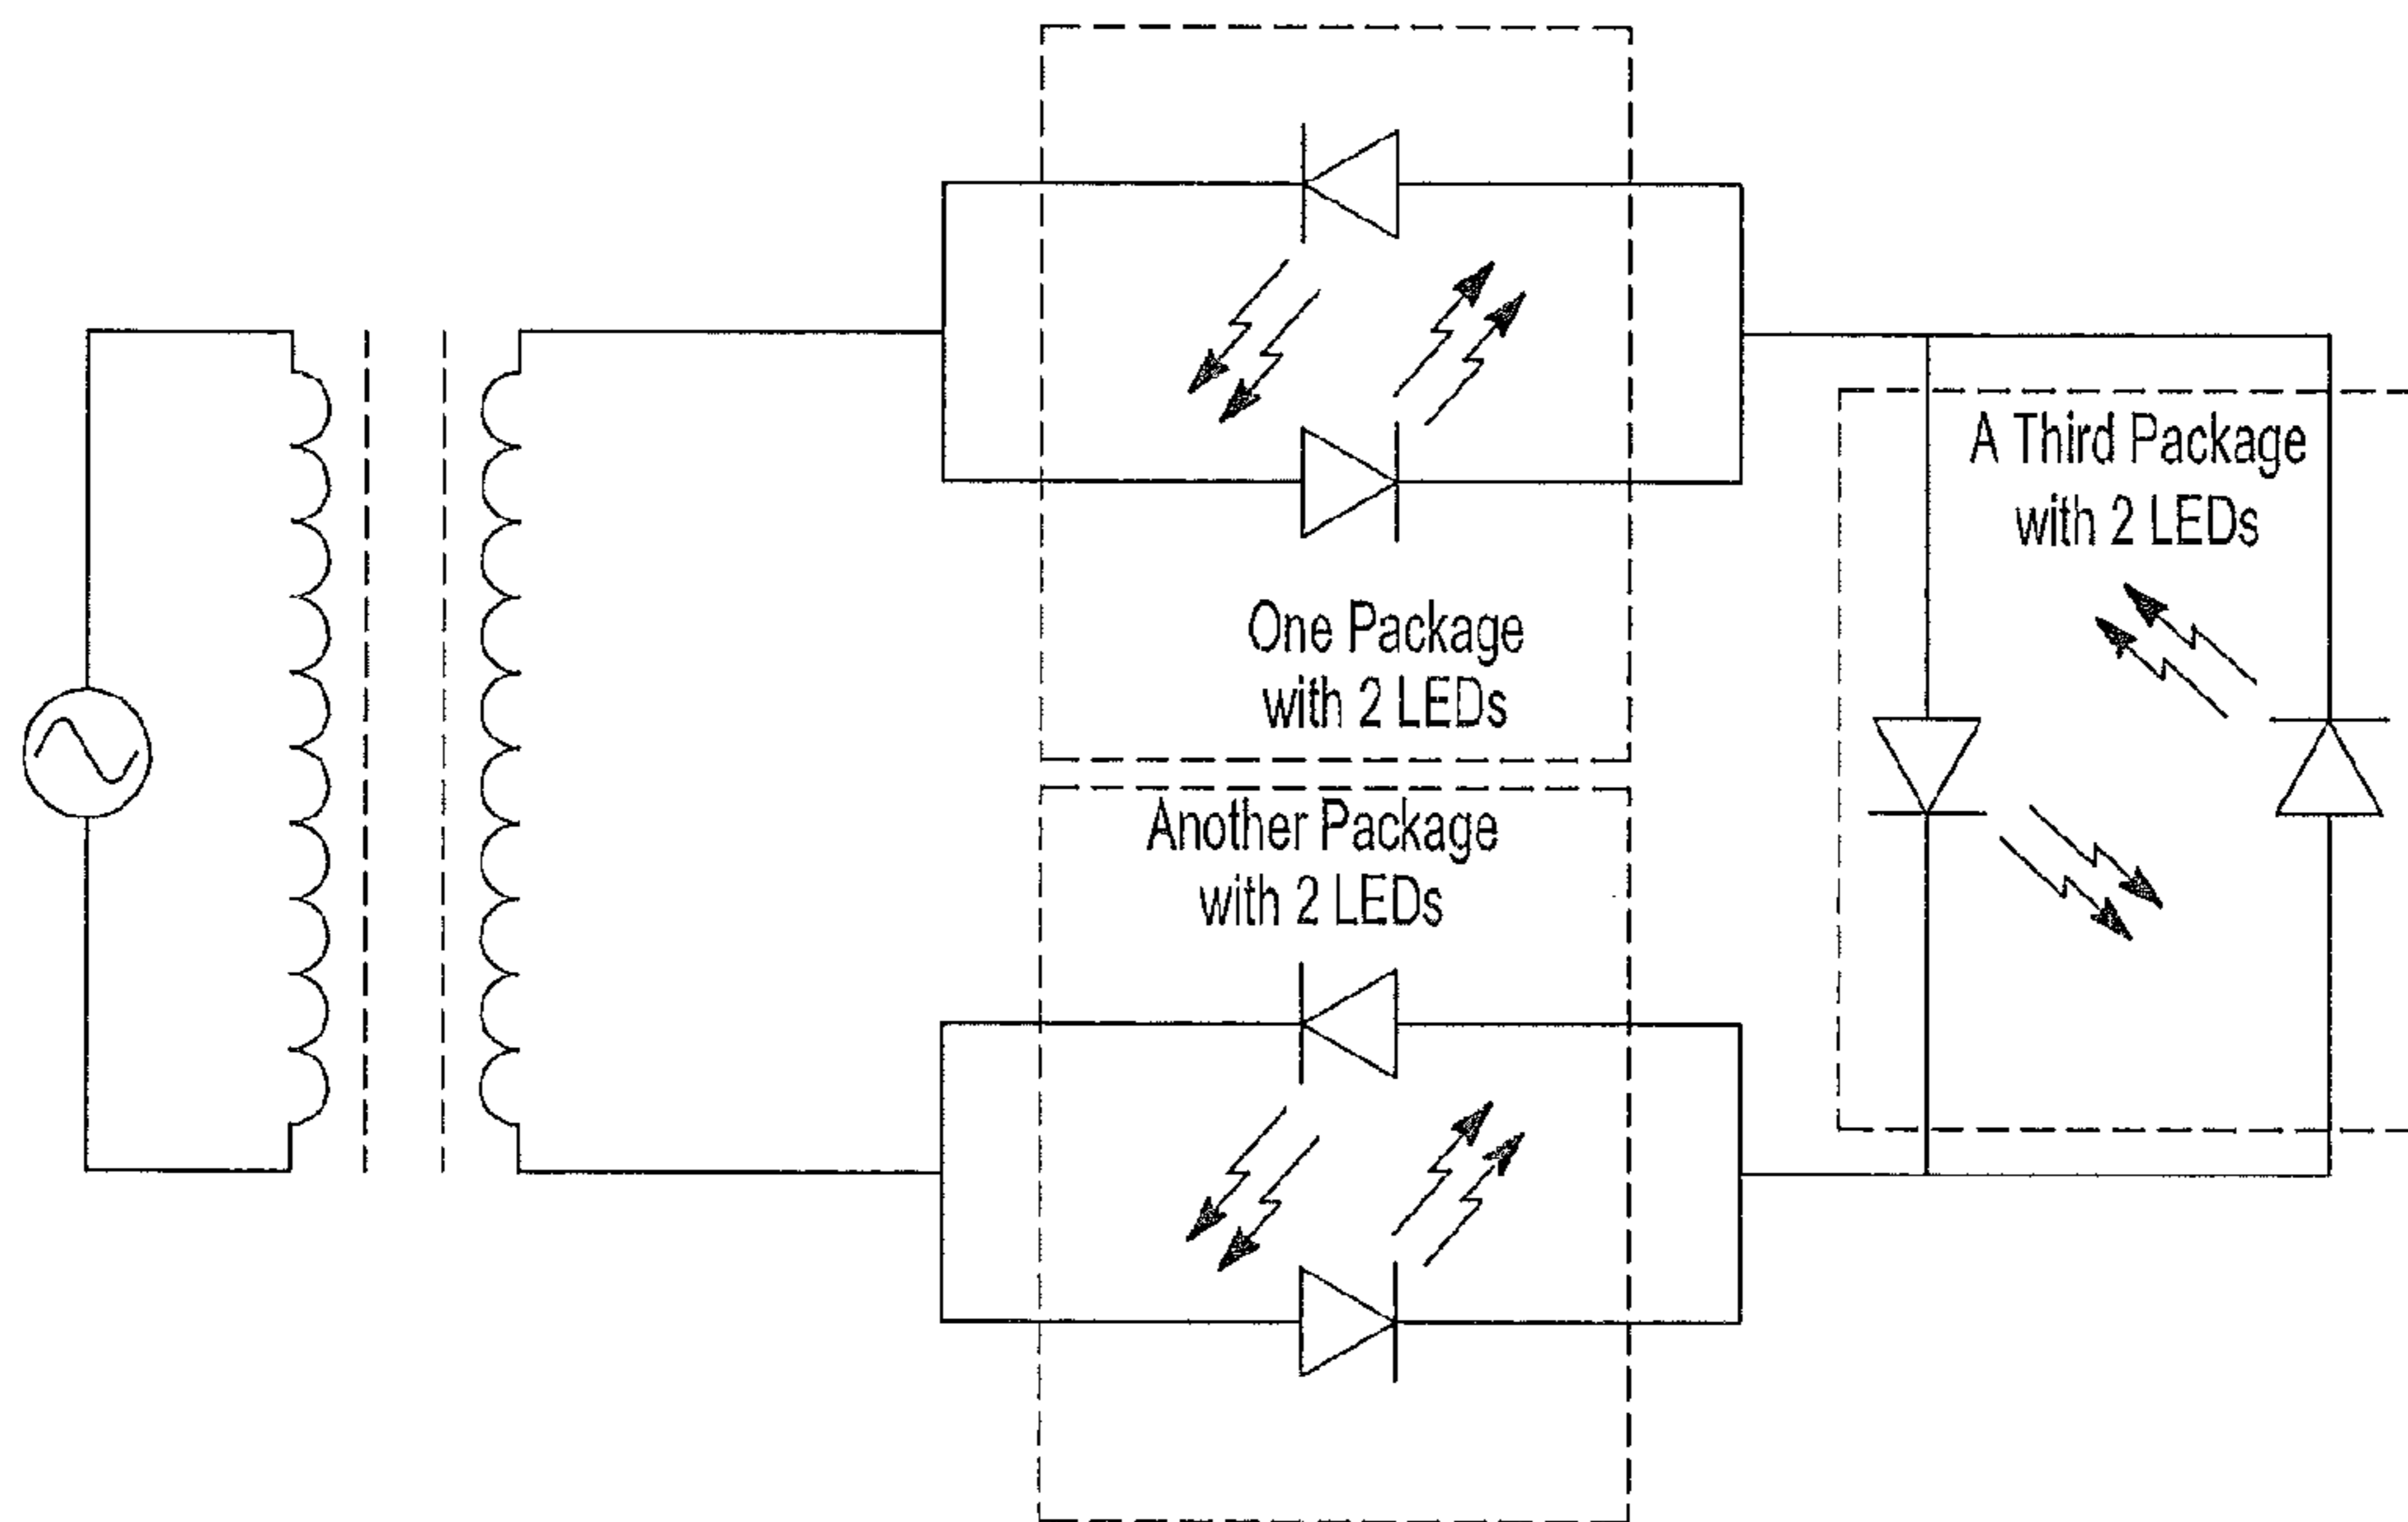 One Package
with 2 LEDs
Another Package
with 2 LEDs
A Third Package
with 2 LEDs